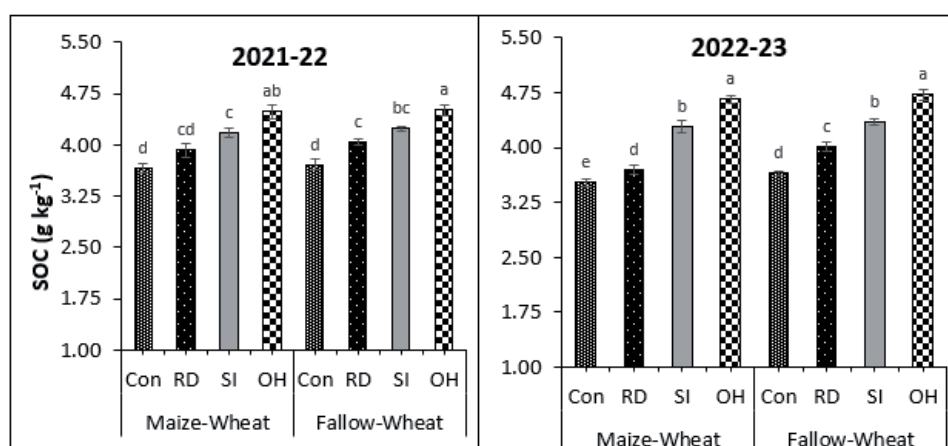 2021-22
SOC (g kg-1)
5.50
4.75
4.00
3.25
2.50
1.75
1.00
d cd c ab d c bc a
Con RD SI OH Con RD SI OH
Maize-Wheat Fallow-Wheat
2022-23
5.50
4.75
4.00
3.25
2.50
1.75
1.00
e d b a d c b a
Con RD SI OH Con RD SI OH
Maize-Wheat Fallow-Wheat